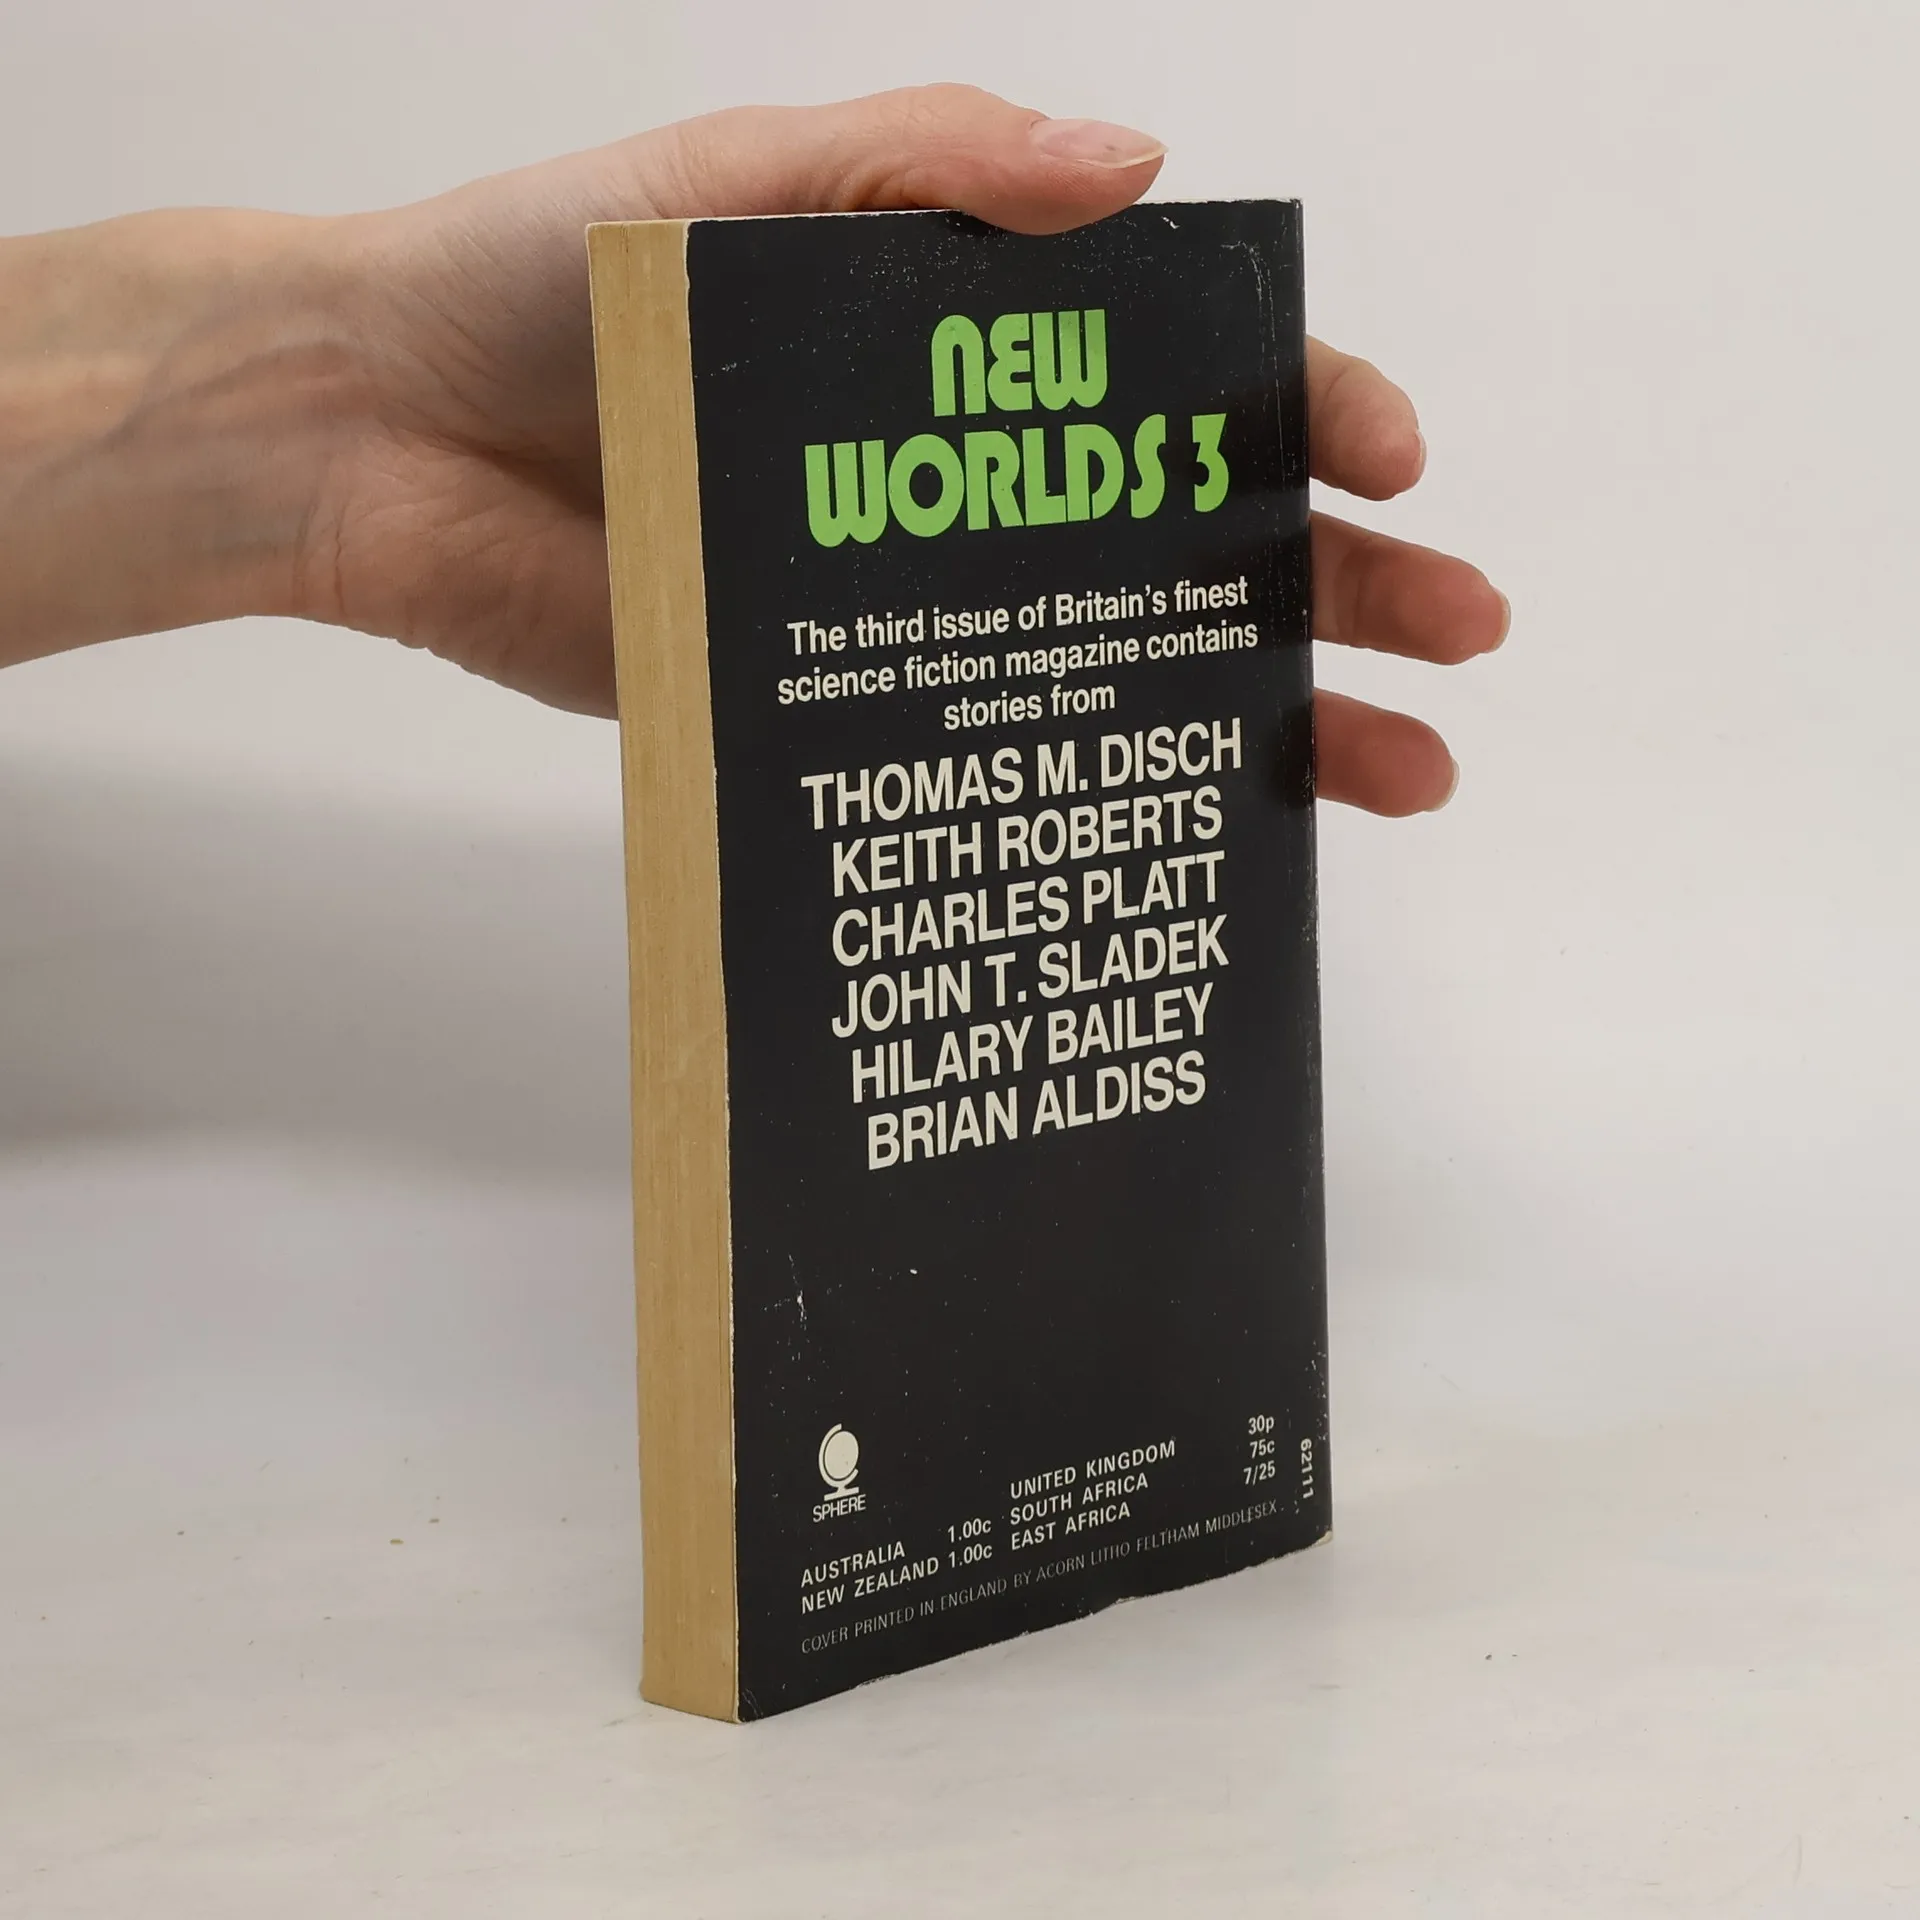 NEW
WORLDS 3
The third issue of Britain's finest
science fiction magazine contains
stories from
THOMAS M. DISCH
KEITH ROBERTS
CHARLES PLATT
JOHN T. SLADEK
HILARY BAILEY
BRIAN ALDISS
SPHERE
AUSTRALIA 1.00c
NEW ZEALAND 1.00c
UNITED KINGDOM 30p
SOUTH AFRICA 75c
EAST AFRICA 7/25
COVER PRINTED IN ENGLAND BY ACORN LITHO FELTHAM MIDDLESEX
62111